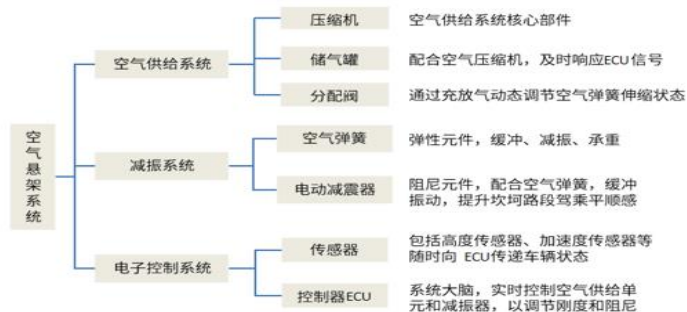 空气悬架系统
空气供给系统
压缩机
空气供给系统核心部件
储气罐
配合空气压缩机，及时响应ECU信号
分配阀
通过充放气动态调节空气弹簧伸缩状态
减振系统
空气弹簧
弹性元件，缓冲、减振、承重
电动减震器
阻尼元件，配合空气弹簧，缓冲
振动，提升坎坷路段驾乘平顺感
电子控制系统
传感器
包括高度传感器、加速度传感器等
随时向 ECU传递车辆状态
控制器ECU
系统大脑，实时控制空气供给单
元和减振器，以调节刚度和阻尼